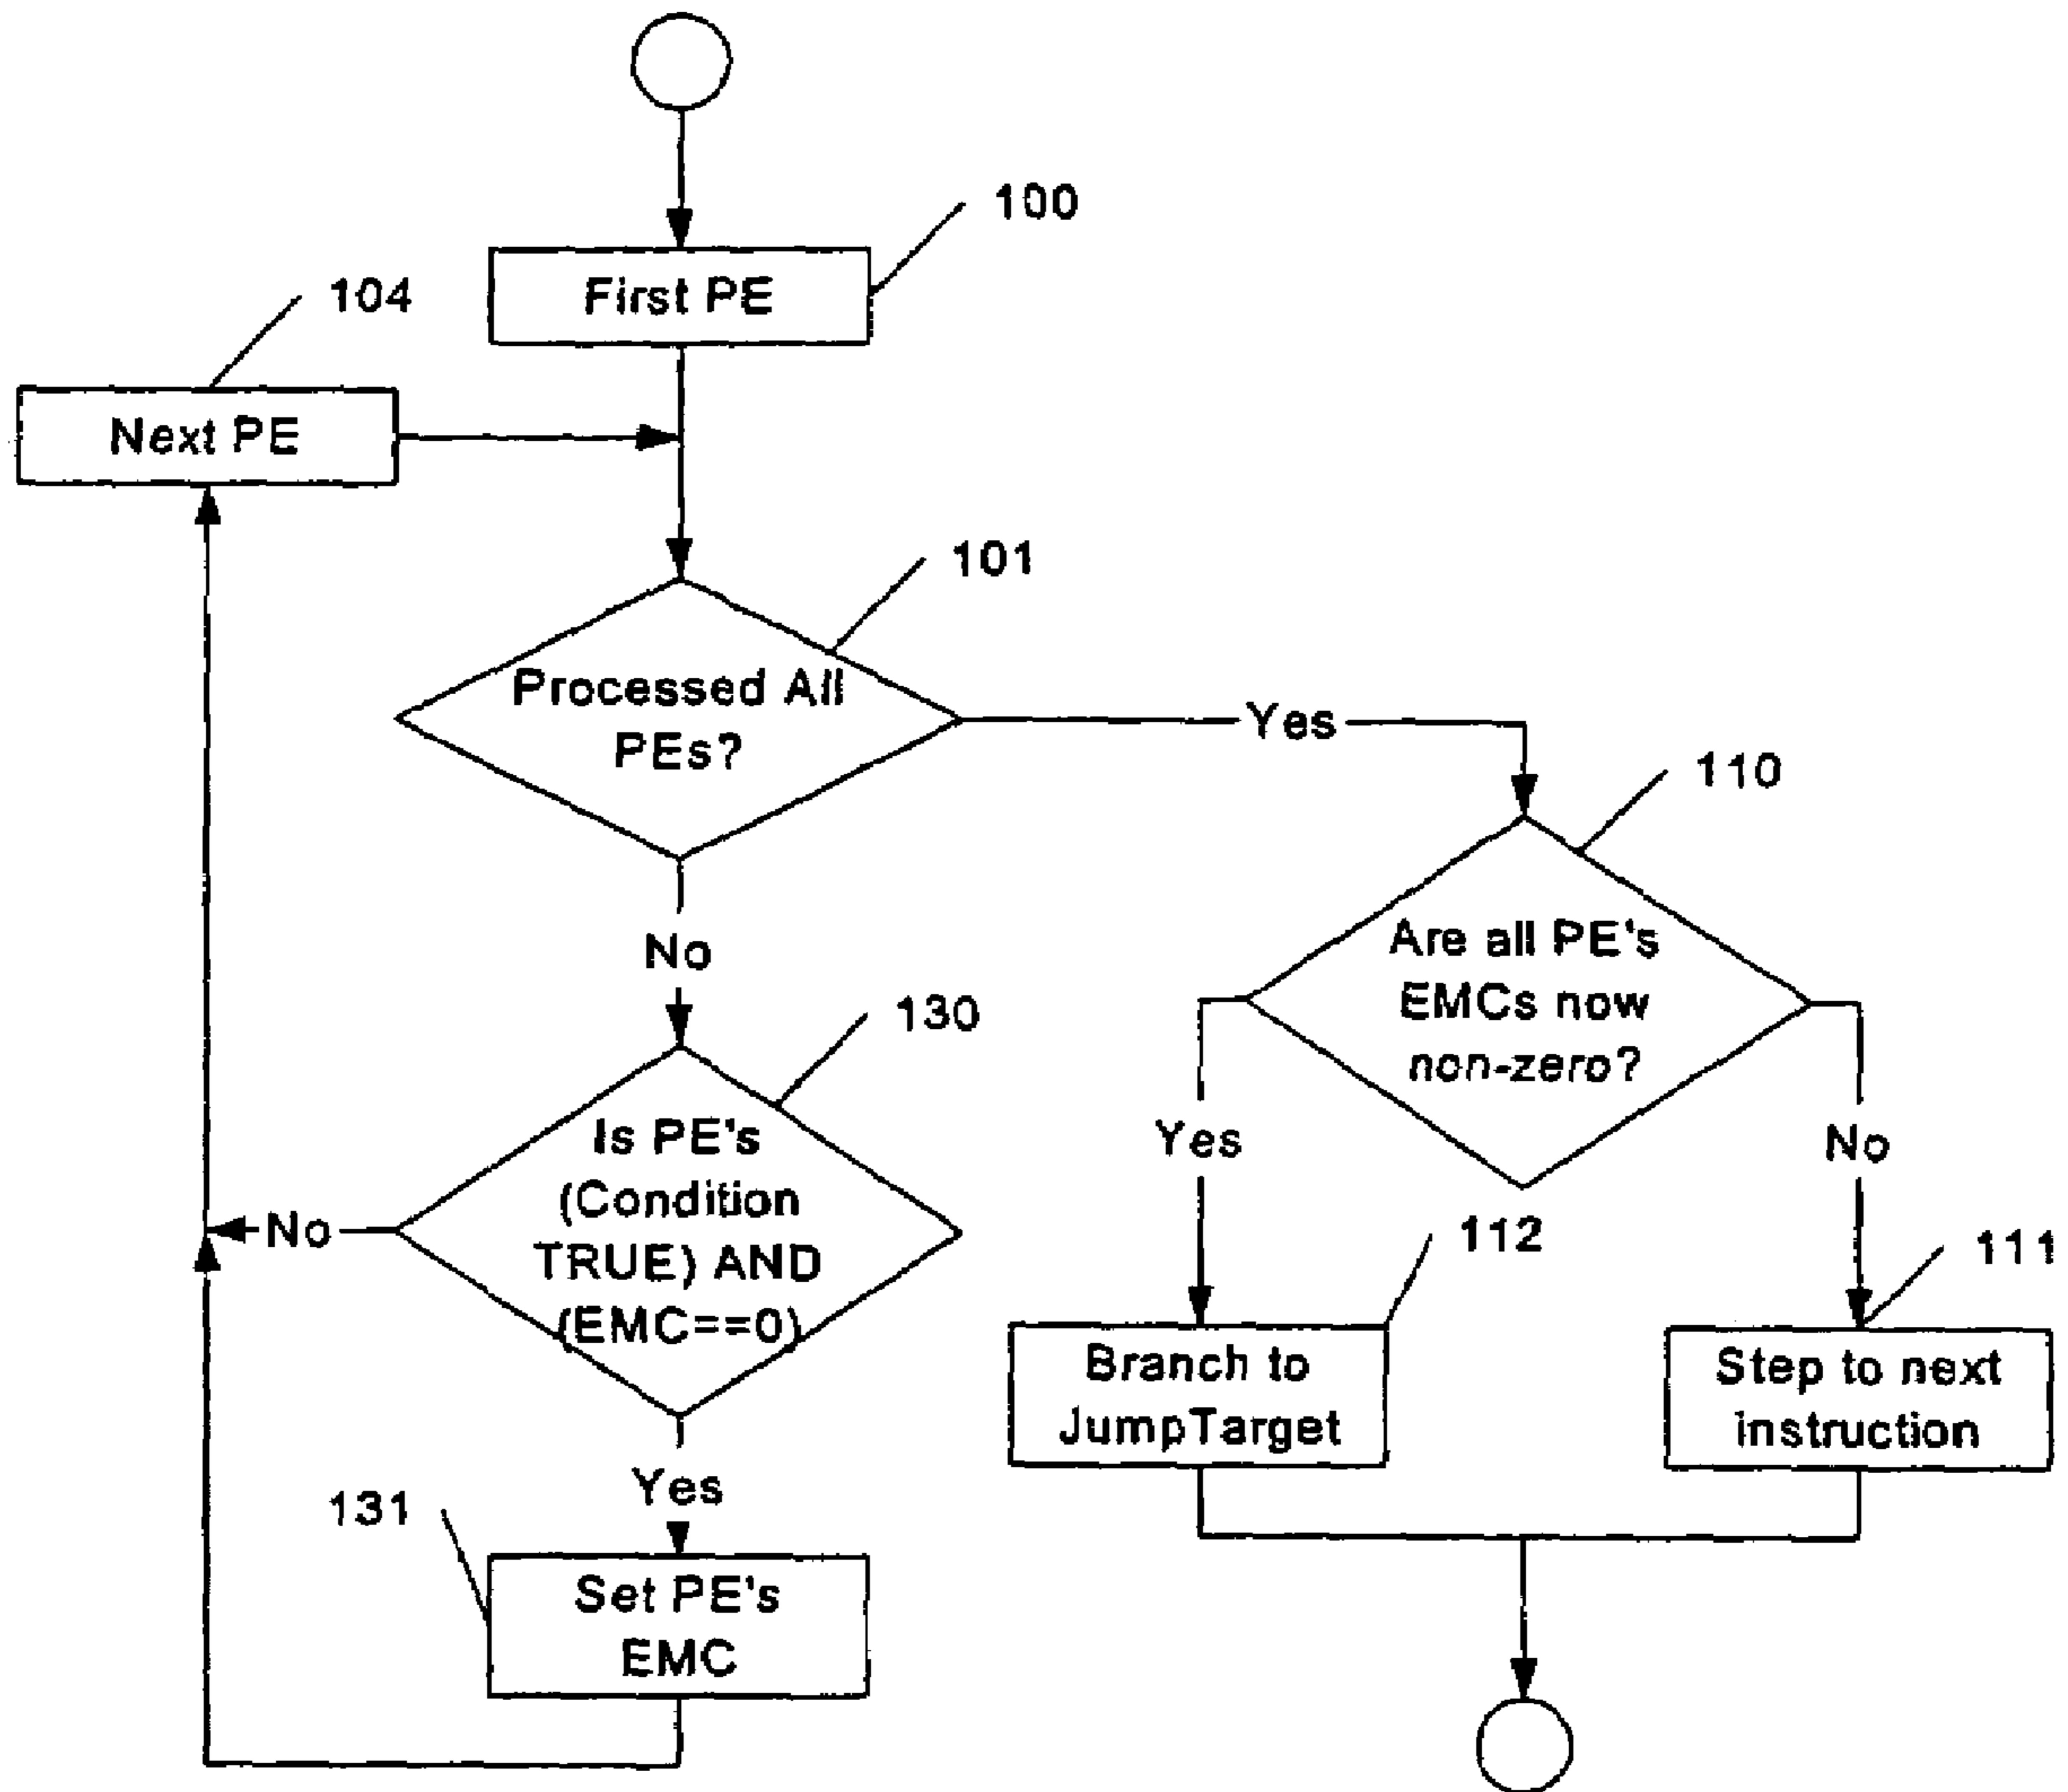 100
First PE
104
Next PE
101
Processed All
PEs?
Yes
110
No
Are all PE's
EMCs now
non-zero?
130
Is PE's
(Condition
TRUE) AND
(EMC==0)
No
Yes
No
112
111
Branch to
JumpTarget
Step to next
instruction
Yes
131
Set PE's
EMC